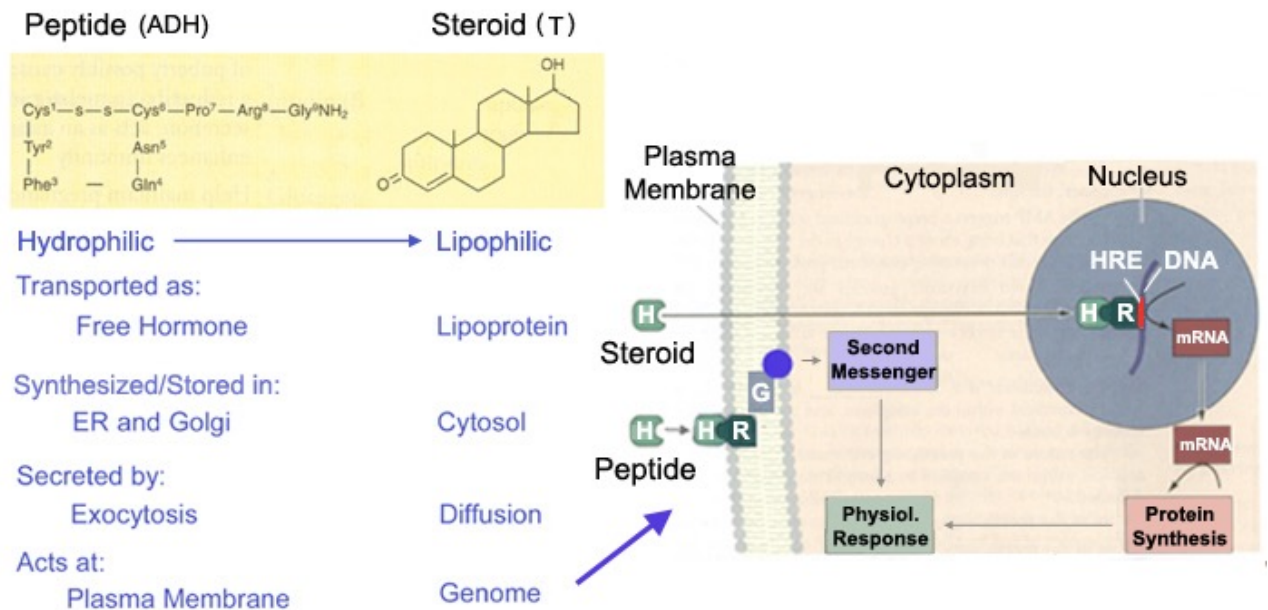 Peptide (ADH)
Steroid (T)
Cys¹—s—s—Cys⁶—Pro⁷—Arg⁸—Gly⁹NH₂
Tyr²
Asn⁵
Phe³ — Gln⁴
OH
O
Hydrophilic
Lipophilic
Transported as:
Free Hormone
Lipoprotein
Synthesized/Stored in:
ER and Golgi
Cytosol
Secreted by:
Exocytosis
Diffusion
Acts at:
Plasma Membrane
Genome
Plasma
Membrane
Cytoplasm
Nucleus
HRE
DNA
H
H R
mRNA
Steroid
Second
Messenger
G
H
H R
mRNA
Peptide
Physiol.
Response
Protein
Synthesis